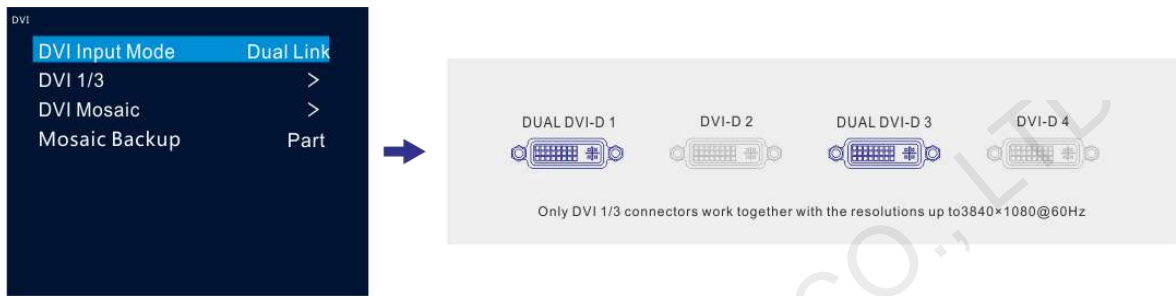 DVI
DVI Input Mode Dual Link
DVI 1/3 >
DVI Mosaic >
Mosaic Backup Part
DUAL DVI-D 1 DVI-D 2 DUAL DVI-D 3 DVI-D 4
Only DVI 1/3 connectors work together with the resolutions up to3840×1080@60Hz
CO., LTD